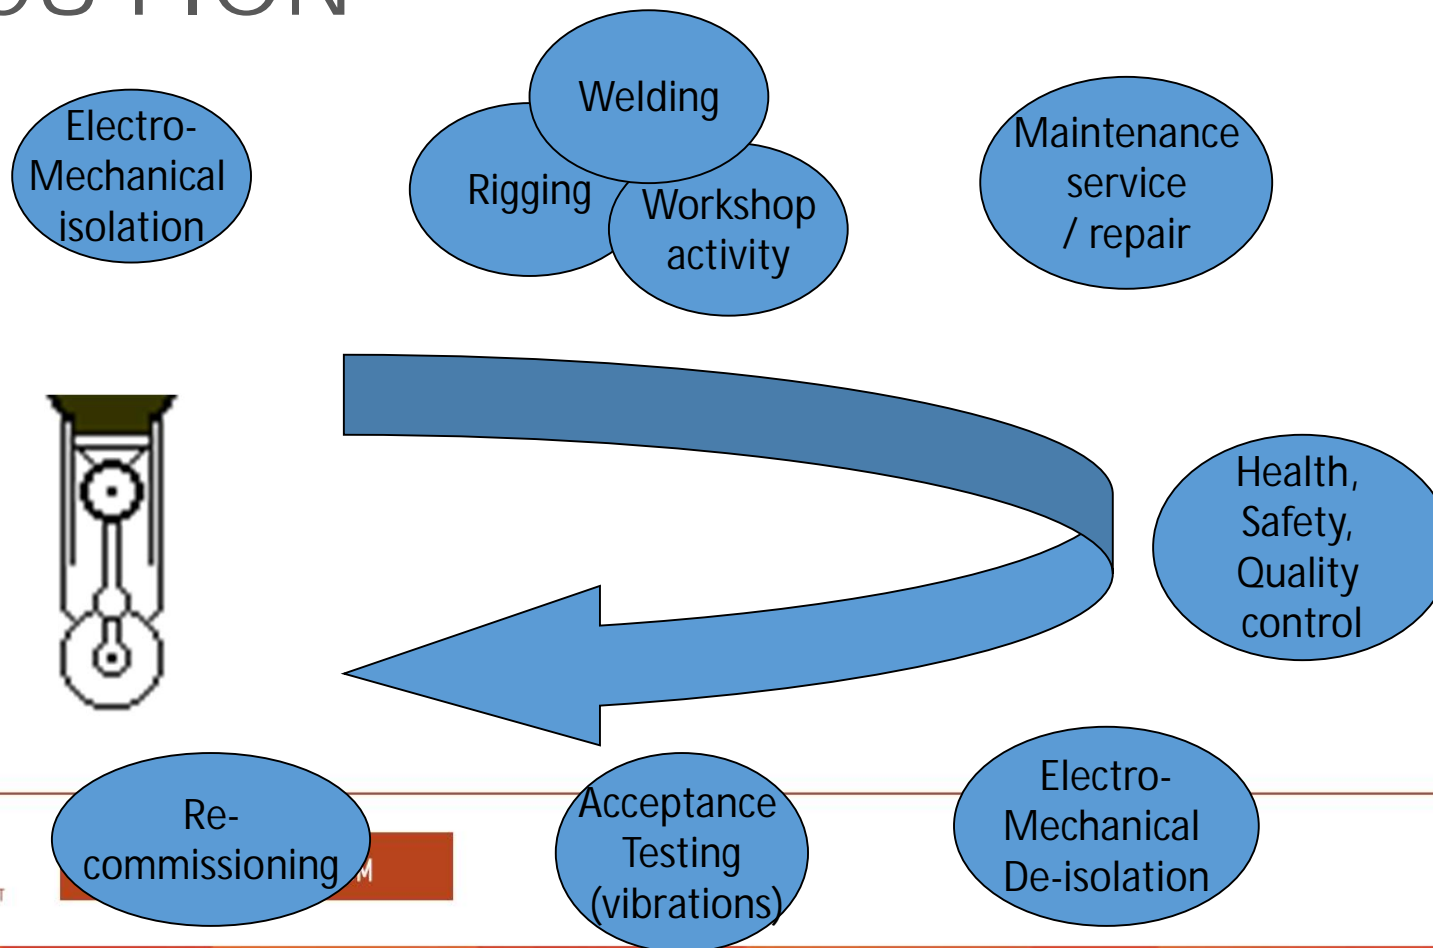 Electro-
Mechanical
isolation
Welding
Rigging
Workshop
activity
Maintenance
service
/ repair
Health,
Safety,
Quality
control
Electro-
Mechanical
De-isolation
Acceptance
Testing
(vibrations)
Re-
commissioning
M
T